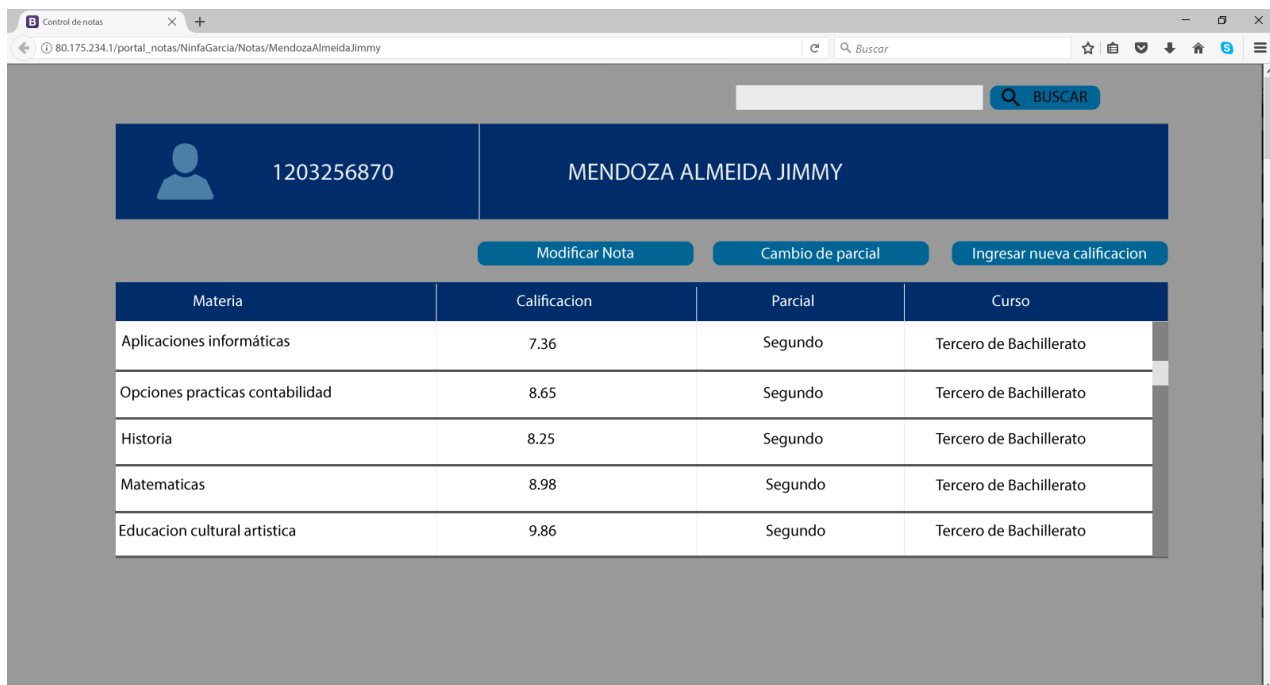 B Control de notas
80.175.234.1/portal_notas/NinfaGarcia/Notas/MendozaAlmeidaJimmy Buscar S
BUSCAR
1203256870 MENDOZA ALMEIDA JIMMY
Modificar Nota Cambio de parcial Ingresar nueva calificacion
Materia Calificacion Parcial Curso
Aplicaciones informáticas 7.36 Segundo Tercero de Bachillerato
Opciones practicas contabilidad 8.65 Segundo Tercero de Bachillerato
Historia 8.25 Segundo Tercero de Bachillerato
Matematicas 8.98 Segundo Tercero de Bachillerato
Educacion cultural artistica 9.86 Segundo Tercero de Bachillerato